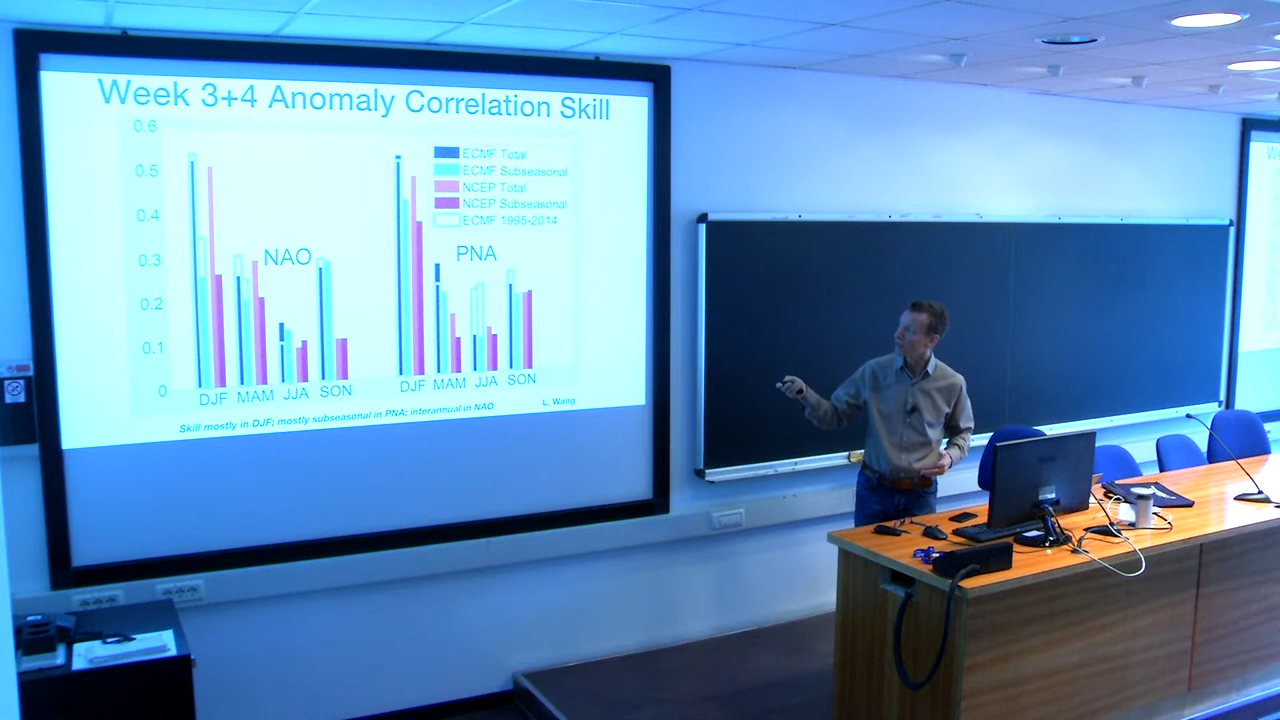 Week 3+4 Anomaly Correlation Skill
0.6
0.5
0.4
0.3
0.2
0.1
0
ECMF Total
ECMF Subseasonal
NCEP Total
NCEP Subseasonal
ECMF 1995-2014
NAO
PNA
DJF MAM JJA SON
DJF MAM JJA SON
Skill mostly in DJF; mostly subseasonal in PNA; interannual in NAO
L. Wang
We